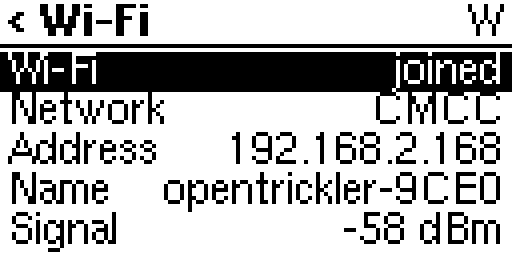 < Wi-Fi W
Wi-Fi joined
Network CMCC
Address 192.168.2.168
Name opentrickler-9CE0
Signal -58 dBm